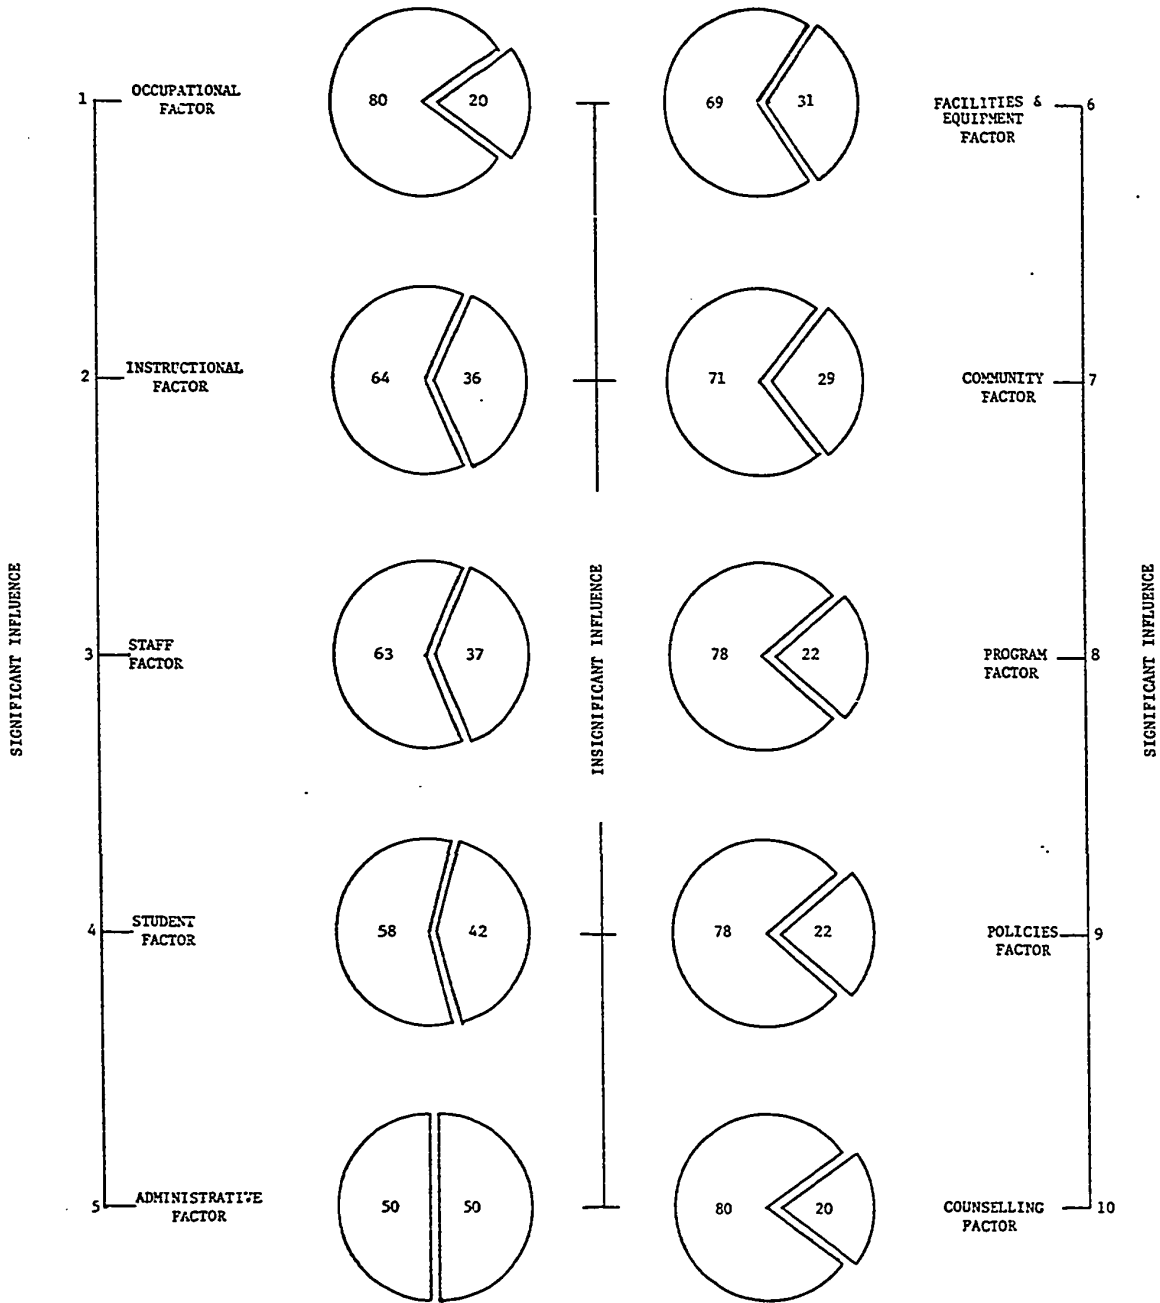 1
OCCUPATIONAL
FACTOR
80
20
69
31
FACILITIES &
EQUIPMENT
FACTOR
6
2
INSTRUCTIONAL
FACTOR
64
36
71
29
COMMUNITY
FACTOR
7
SIGNIFICANT INFLUENCE
3
STAFF
FACTOR
63
37
INSIGNIFICANT INFLUENCE
78
22
PROGRAM
FACTOR
8
SIGNIFICANT INFLUENCE
4
STUDENT
FACTOR
58
42
78
22
POLICIES
FACTOR
9
5
ADMINISTRATIVE
FACTOR
50
50
80
20
COUNSELLING
FACTOR
10